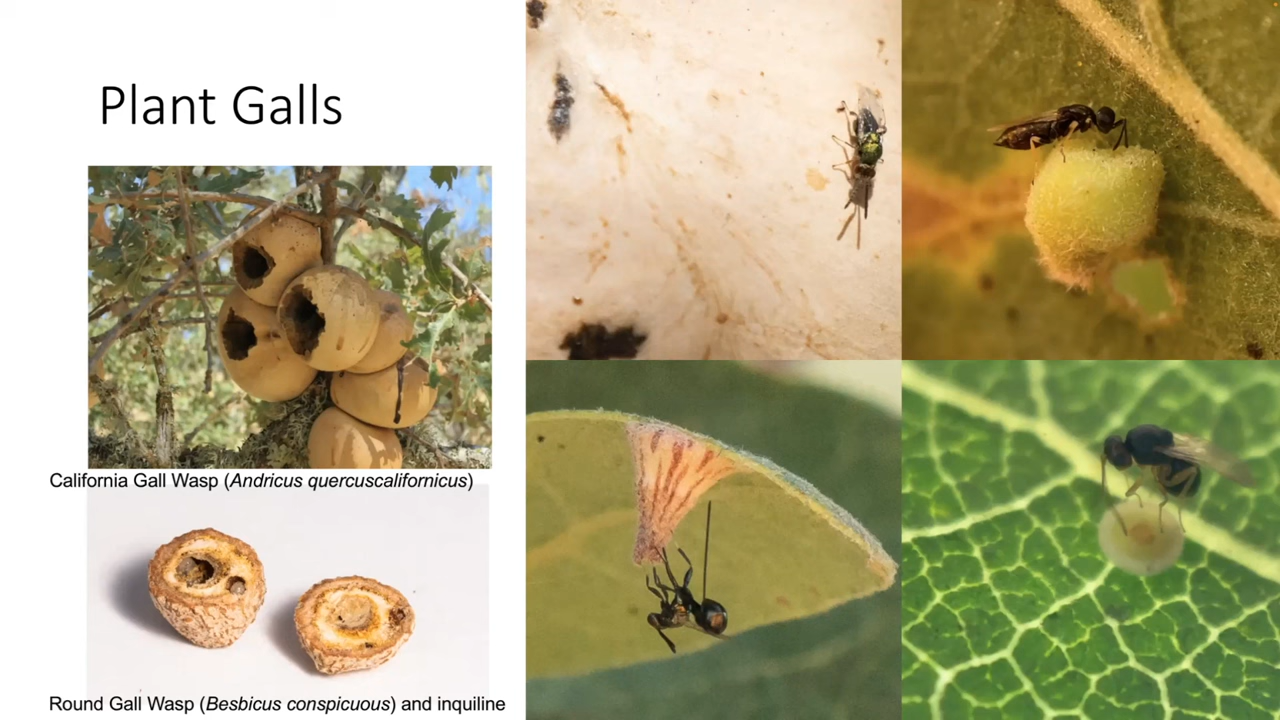 Plant Galls
California Gall Wasp (Andricus quercuscalifornicus)
Round Gall Wasp (Besbicus conspicuous) and inquiline